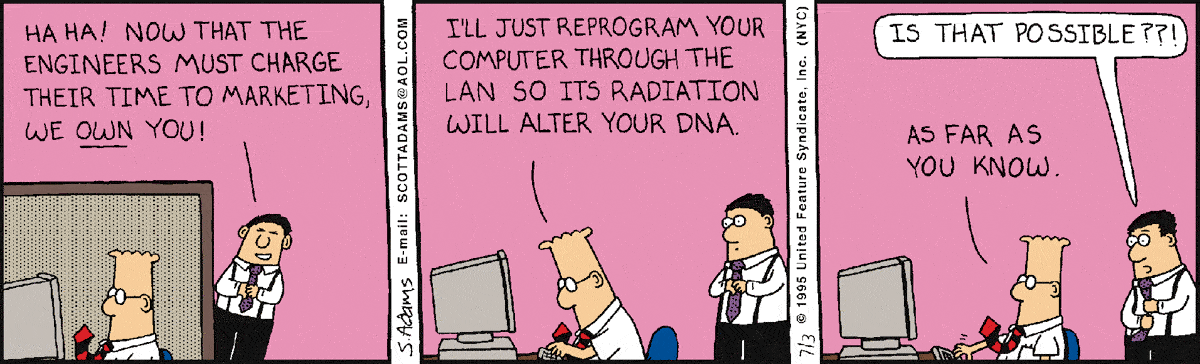 HA HA! NOW THAT THE
ENGINEERS MUST CHARGE
THEIR TIME TO MARKETING,
WE OWN YOU!
S. Adams E-mail: SCOTTADAMS@AOL.COM
I'LL JUST REPROGRAM YOUR
COMPUTER THROUGH THE
LAN SO ITS RADIATION
WILL ALTER YOUR DNA.
7/3 © 1995 United Feature Syndicate, Inc. (NYC)
IS THAT POSSIBLE??!
AS FAR AS
YOU KNOW.